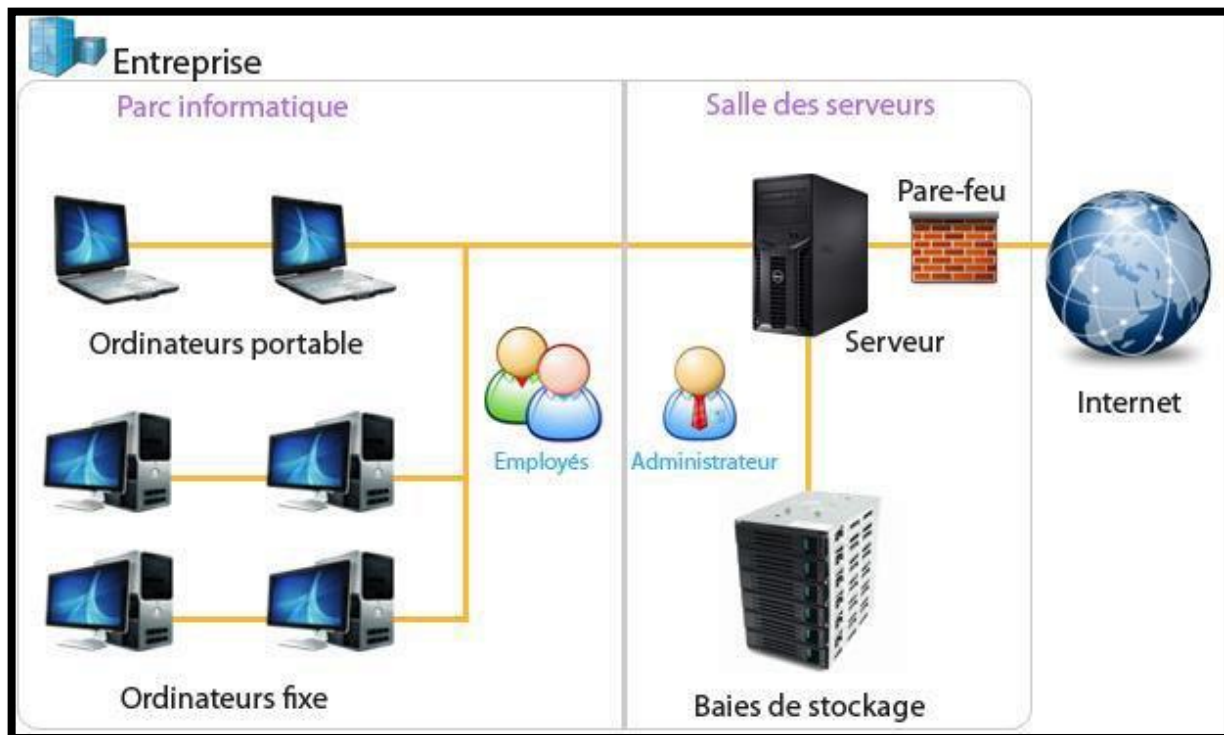 Entreprise
Parc informatique
Salle des serveurs
Pare-feu
Ordinateurs portable
Serveur
Internet
Employés
Administrateur
Ordinateurs fixe
Baies de stockage